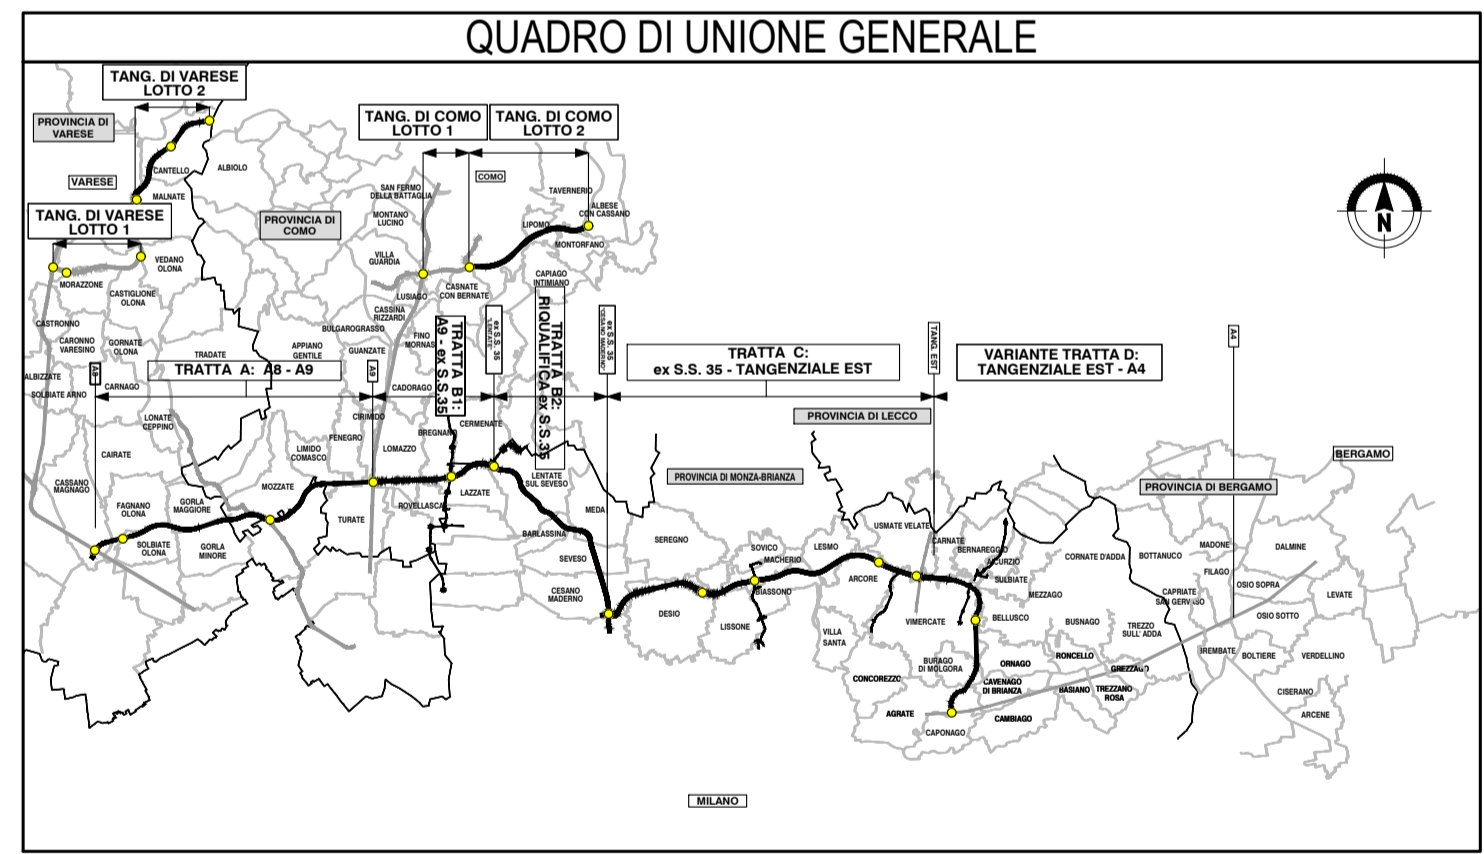 QUADRO DI UNIONE GENERALE
TANG. DI VARESE
LOTTO 2
PROVINCIA DI
VARESE
TANG. DI COMO
LOTTO 1
TANG. DI COMO
LOTTO 2
CANTELLO
ALBIOLO
VARESE
MALNATE
COMO
SAN FERMO
DELLA BATTAGLIA
TAVERNERIO
ALBESE
CON CASSANO
TANG. DI VARESE
LOTTO 1
PROVINCIA DI
COMO
MONTANO
LUCINO
LIPOMO
MONTORFANO
N
VEDANO
OLONA
VILLA
GUARDIA
MORAZZONE
CASTIGLIONE
OLONA
LUSIAGO
CASNATE
CON BERNATE
CAPIAGO
INTIMIANO
CASSINA
RIZZARDI
CASTRONNO
BULGAROGRASSO
CARONNO
VARESINO
GORNATE
OLONA
TRADATE
APPIANO
GENTILE
GUANZATE
FINO
MORNAS
TRATTA B1:
A9 - ex S.S.35
ex S.S. 35
"LENTATE"
TRATTA B2:
RIQUALIFICA ex S.S.35
ex S.S. 35
"CESANO MADERNO"
TRATTA C:
ex S.S. 35 - TANGENZIALE EST
TANG. EST
VARIANTE TRATTA D:
TANGENZIALE EST - A4
A4
ALBIZZATE
A8
TRATTA A: A8 - A9
A9
CARNAGO
SOLBIATE ARNO
CADORAGO
LONATE
CEPPINO
CIRIMIDO
PROVINCIA DI LECCO
CERMENATE
BREGNANO
FENEGRO
LOMAZZO
LIMIDO
COMASCO
CAIRATE
BERGAMO
CASSANO
MAGNAGO
MOZZATE
LENTATE
SUL SEVESO
PROVINCIA DI MONZA-BRIANZA
PROVINCIA DI BERGAMO
LAZZATE
ROVELLASCA
GORLA
MAGGIORE
FAGNANO
OLONA
TURATE
MEDA
USMATE VELATE
BARLASSINA
SEREGNO
CARNATE
SOLBIATE
OLONA
GORLA
MINORE
SOVICO
MACHERIO
LESMO
BERNAREGGIO
AICURZIO
CORNATE D'ADDA
BOTTANUCO
MADONE
DALMINE
SEVESO
FILAGO
ARCORE
SULBIATE
MEZZAGO
OSIO SOPRA
CESANO
MADERNO
BIASSONO
CAPRIATE
SAN GERVASO
LEVATE
DESIO
LISSONE
VILLA
SANTA
VIMERCATE
BELLUSCO
BUSNAGO
TREZZO
SULL' ADDA
OSIO SOTTO
BURAGO
DI MOLGORA
ORNAGO
RONCELLO
GREZZAGO
BREMBATE
BOLTIERE
VERDELLINO
CONCOREZZO
CAVENAGO
DI BRIANZA
BASIANO
TREZZANO
ROSA
CISERANO
AGRATE
CAMBIAGO
ARCENE
CAPONAGO
MILANO